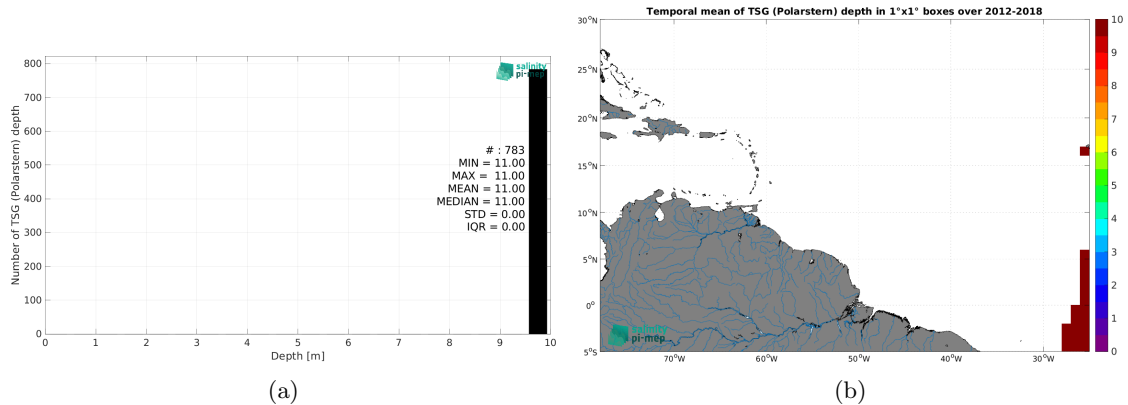 800
700
600
500
400
300
200
100
0
Number of TSG (Polarstern) depth
salinity
pi-mep
# : 783
MIN = 11.00
MAX = 11.00
MEAN = 11.00
MEDIAN = 11.00
STD = 0.00
IQR = 0.00
0 1 2 3 4 5 6 7 8 9 10
Depth [m]
(a)
Temporal mean of TSG (Polarstern) depth in 1°x1° boxes over 2012-2018
30°N
25°N
20°N
15°N
10°N
5°N
0°
5°S
salinity
pi-mep
70°W 60°W 50°W 40°W 30°W
10
9
8
7
6
5
4
3
2
1
0
(b)